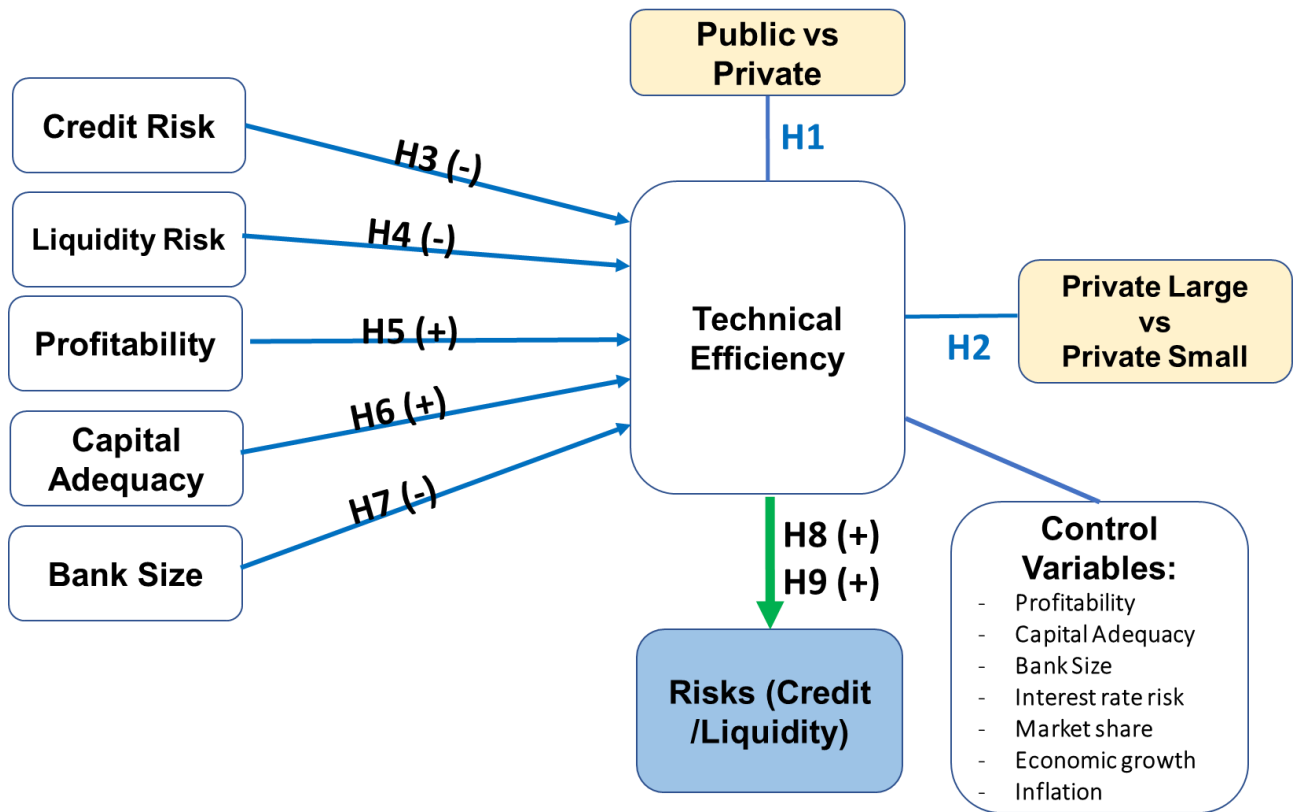 Public vs
Private
H1
Credit Risk
H3 (-)
Liquidity Risk
H4 (-)
Profitability
H5 (+)
Capital
Adequacy
H6 (+)
Bank Size
H7 (-)
Technical
Efficiency
H2
Private Large
vs
Private Small
H8 (+)
H9 (+)
Risks (Credit
/Liquidity)
Control
Variables:
- Profitability
- Capital Adequacy
- Bank Size
- Interest rate risk
- Market share
- Economic growth
- Inflation